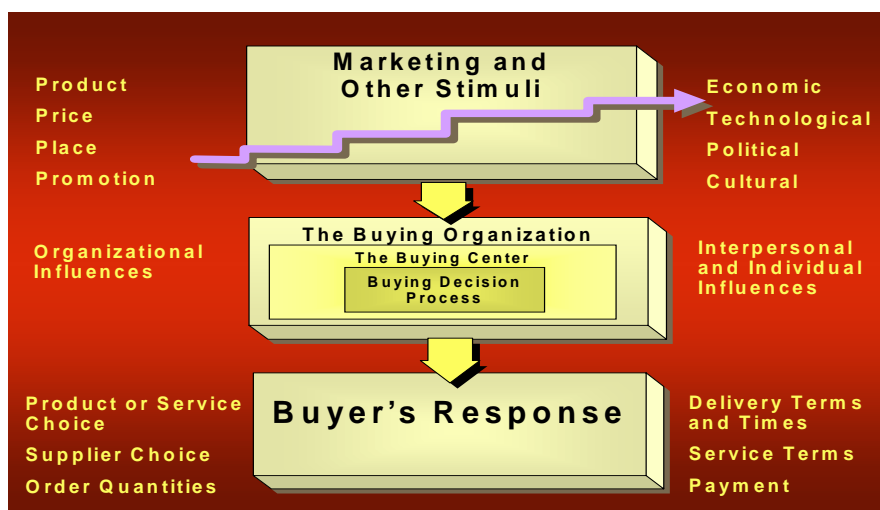 Marketing and
Other Stimuli
Product
Price
Place
Promotion
Economic
Technological
Political
Cultural
The Buying Organization
The Buying Center
Buying Decision
Process
Organizational
Influences
Interpersonal
and Individual
Influences
Buyer's Response
Product or Service
Choice
Supplier Choice
Order Quantities
Delivery Terms
and Times
Service Terms
Payment